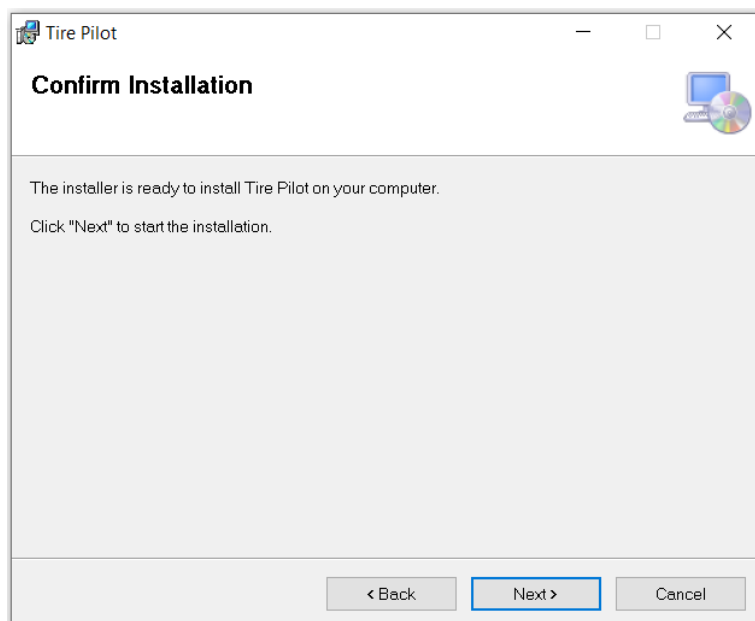 Tire Pilot
Confirm Installation
The installer is ready to install Tire Pilot on your computer.
Click "Next" to start the installation.
< Back
Next >
Cancel